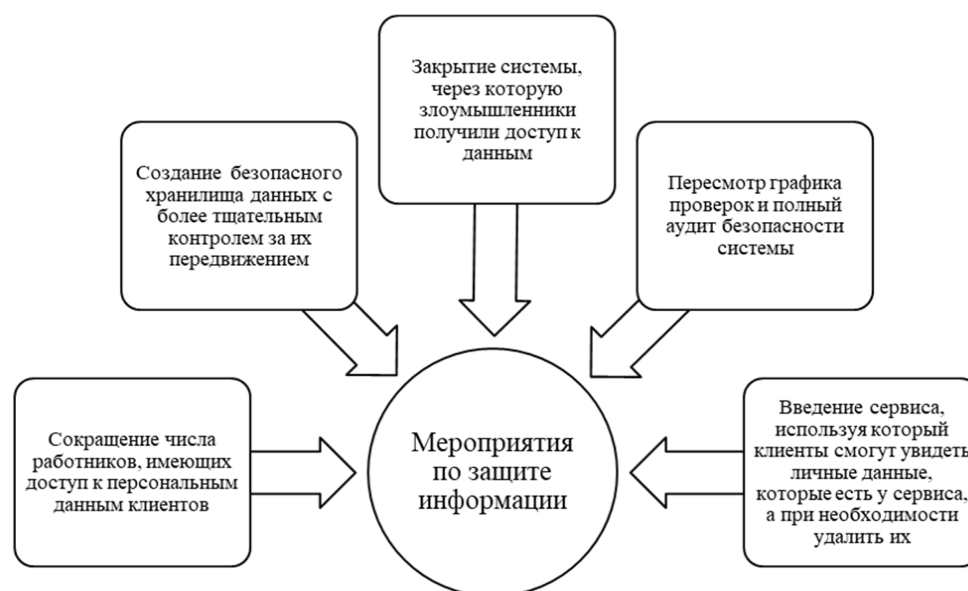 Закрытие системы,
через которую
злоумышленники
получили доступ к
данным
Создание безопасного
хранилища данных с
более тщательным
контролем за их
передвижением
Пересмотр графика
проверок и полный
аудит безопасности
системы
Сокращение числа
работников, имеющих
доступ к персональным
данным клиентов
Мероприятия
по защите
информации
Введение сервиса,
используя который
клиенты смогут увидеть
личные данные,
которые есть у сервиса,
а при необходимости
удалить их